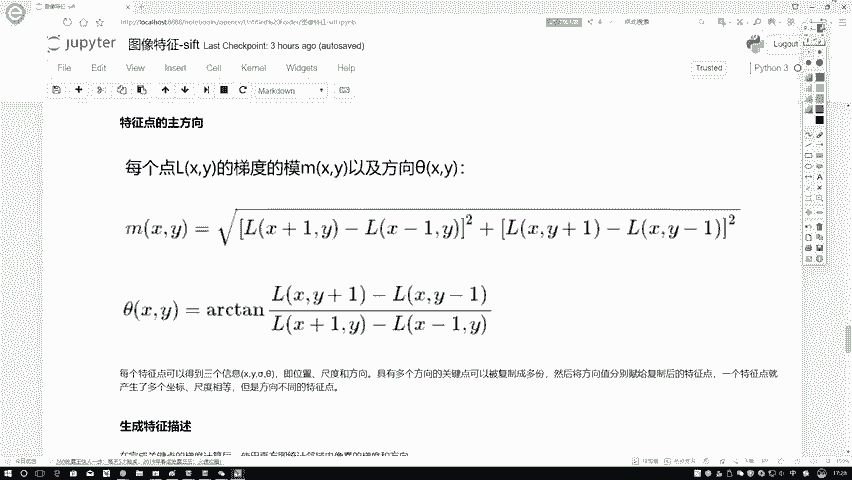 图像特征-sift
jupyter 图像特征-sift Last Checkpoint: 3 hours ago (autosaved)
Logout
File Edit View Insert Cell Kernel Widgets Help
Trusted Python 3
Markdown
特征点的主方向
每个点L(x,y)的梯度的模m(x,y)以及方向θ(x,y):
m(x,y) = √[L(x+1,y) − L(x−1,y)]² + [L(x,y+1) − L(x,y−1)]²
θ(x,y) = arctan L(x,y+1) − L(x,y−1) / L(x+1,y) − L(x−1,y)
每个特征点可以得到三个信息(x,y,σ,θ),即位置、尺度和方向。具有多个方向的关键点可以被复制成多份,然后将方向值分别赋给复制后的特征点,一个特征点就
产生了多个坐标、尺度相等,但是方向不同的特征点。
生成特征描述
17:28